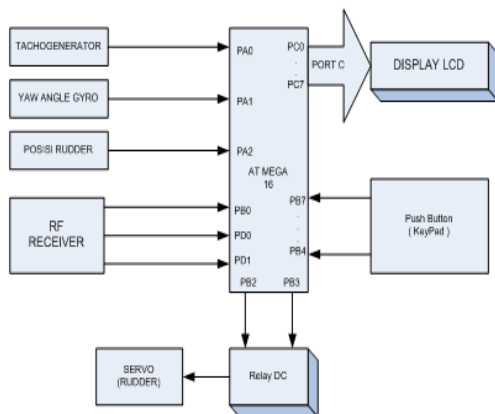 TACHOGENERATOR
YAW ANGLE GYRO
POSISI RUDDER
RF
RECEIVER
PA0
PA1
PA2
AT MEGA
16
PB0
PD0
PD1
PB2
PB3
PC0
.
.
PC7
PORT C
DISPLAY LCD
PB7
.
.
.
PB4
Push Button
( KeyPad )
SERVO
(RUDDER)
Relay DC